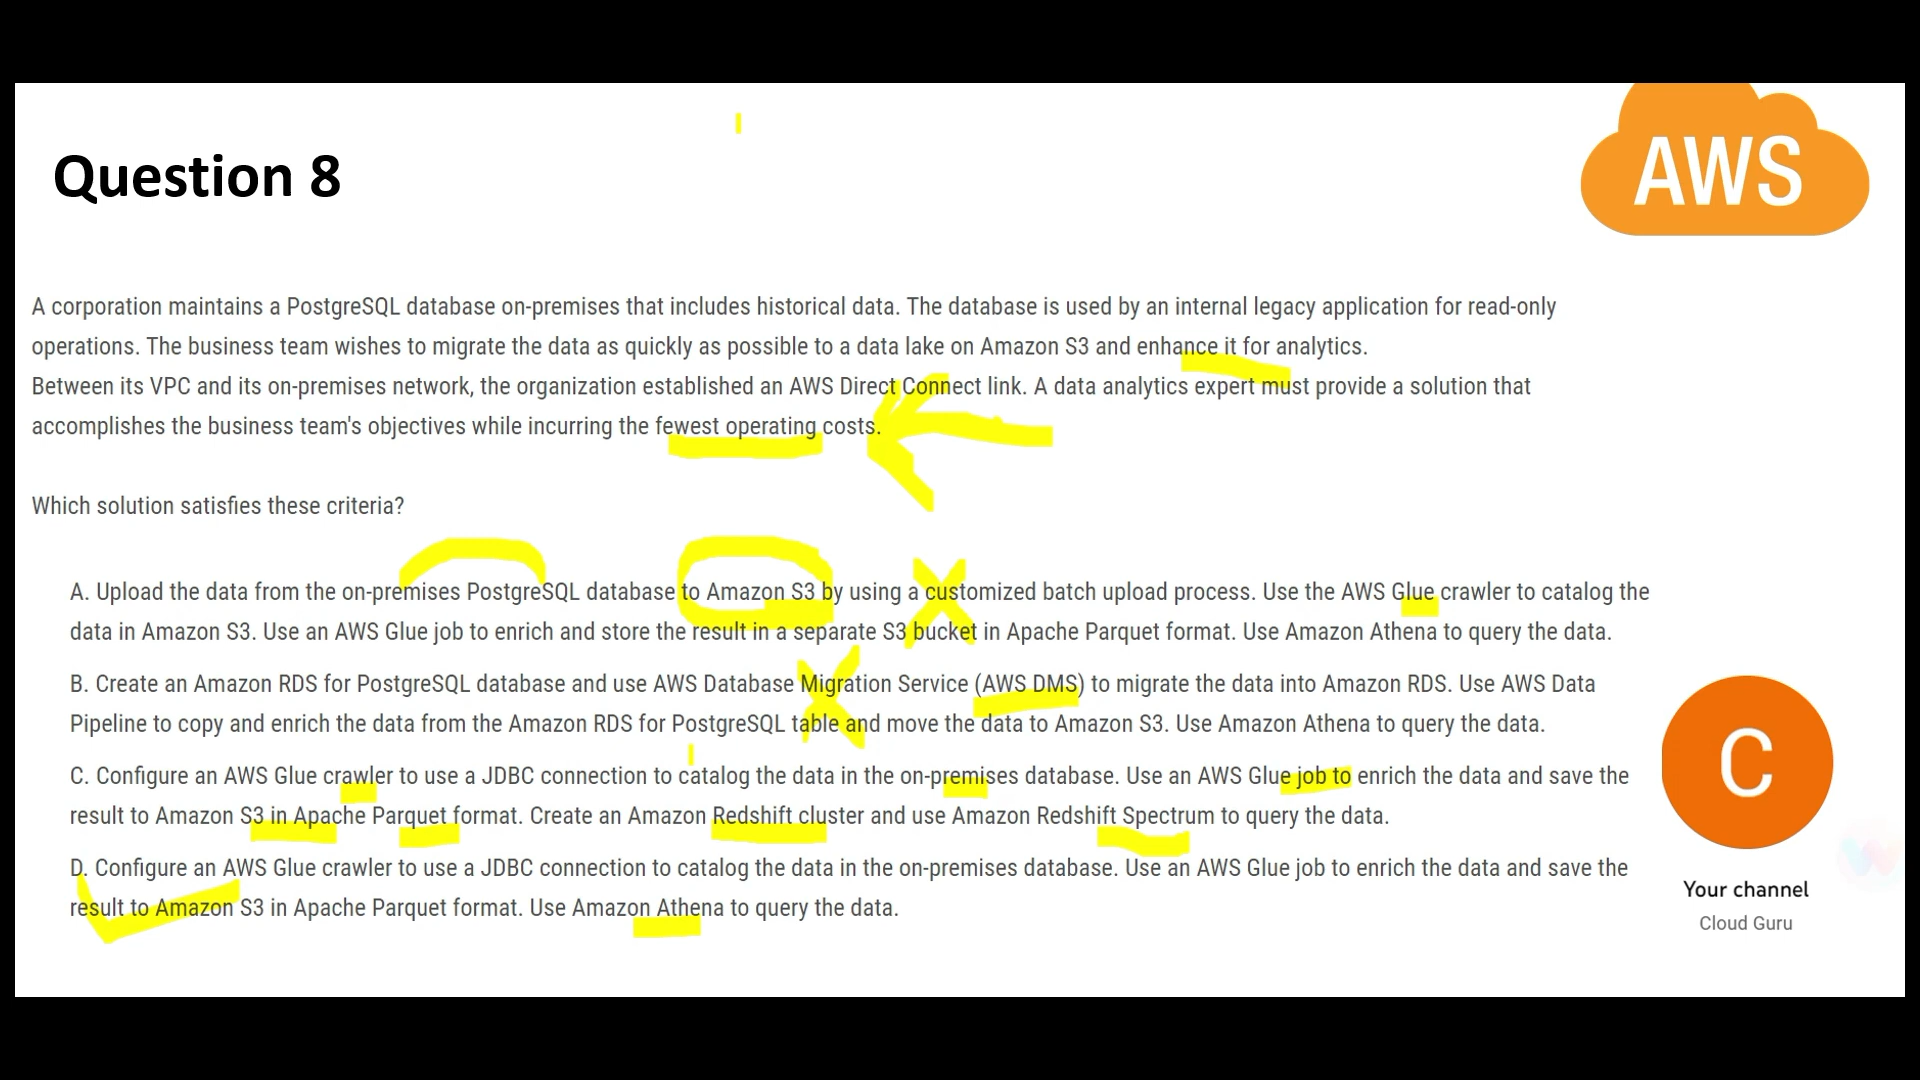 AWS
Question 8
A corporation maintains a PostgreSQL database on-premises that includes historical data. The database is used by an internal legacy application for read-only
operations. The business team wishes to migrate the data as quickly as possible to a data lake on Amazon S3 and enhance it for analytics.
Between its VPC and its on-premises network, the organization established an AWS Direct Connect link. A data analytics expert must provide a solution that
accomplishes the business team's objectives while incurring the fewest operating costs.
Which solution satisfies these criteria?
A. Upload the data from the on-premises PostgreSQL database to Amazon S3 by using a customized batch upload process. Use the AWS Glue crawler to catalog the
data in Amazon S3. Use an AWS Glue job to enrich and store the result in a separate S3 bucket in Apache Parquet format. Use Amazon Athena to query the data.
B. Create an Amazon RDS for PostgreSQL database and use AWS Database Migration Service (AWS DMS) to migrate the data into Amazon RDS. Use AWS Data
Pipeline to copy and enrich the data from the Amazon RDS for PostgreSQL table and move the data to Amazon S3. Use Amazon Athena to query the data.
C. Configure an AWS Glue crawler to use a JDBC connection to catalog the data in the on-premises database. Use an AWS Glue job to enrich the data and save the
result to Amazon S3 in Apache Parquet format. Create an Amazon Redshift cluster and use Amazon Redshift Spectrum to query the data.
D. Configure an AWS Glue crawler to use a JDBC connection to catalog the data in the on-premises database. Use an AWS Glue job to enrich the data and save the
result to Amazon S3 in Apache Parquet format. Use Amazon Athena to query the data.
C
Your channel
Cloud Guru